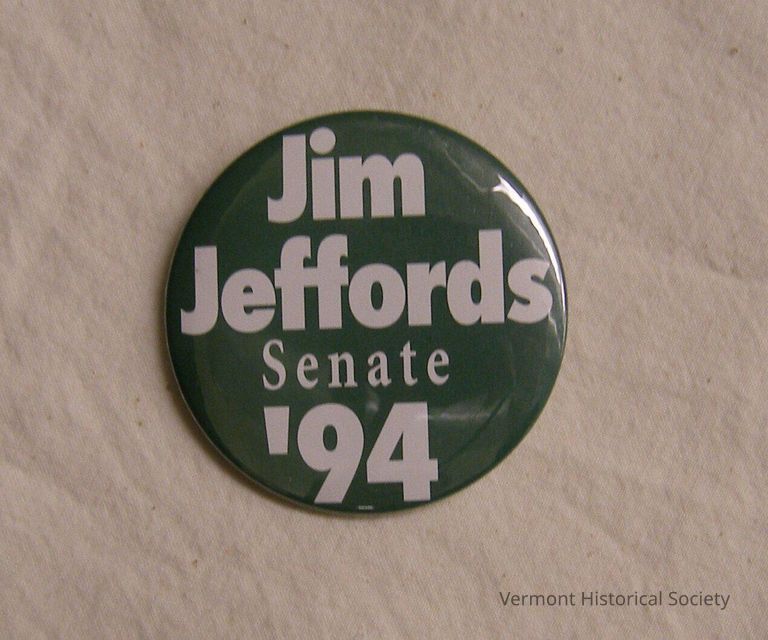 Jim
Jeffords
Senate
'94
Vermont Historical Society